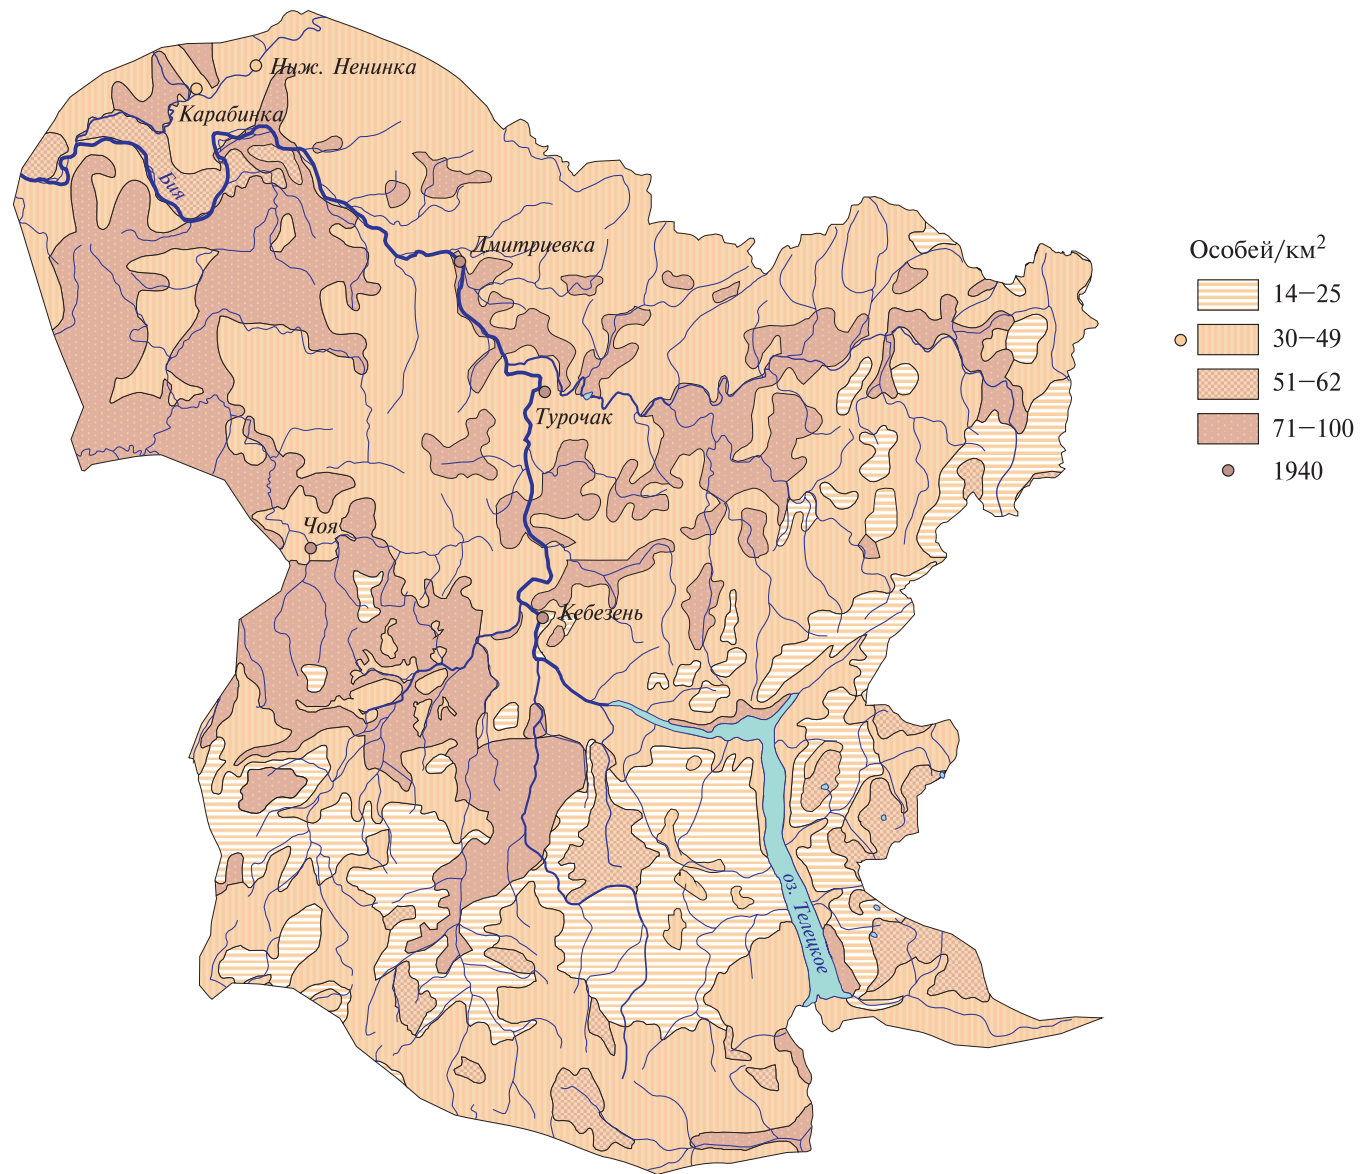 Ниж. Ненинка
Карабинка
Бия
Дмитриевка
Турочак
Чоя
Кебезень
оз. Телецкое
Особей/км²
14–25
30–49
51–62
71–100
1940